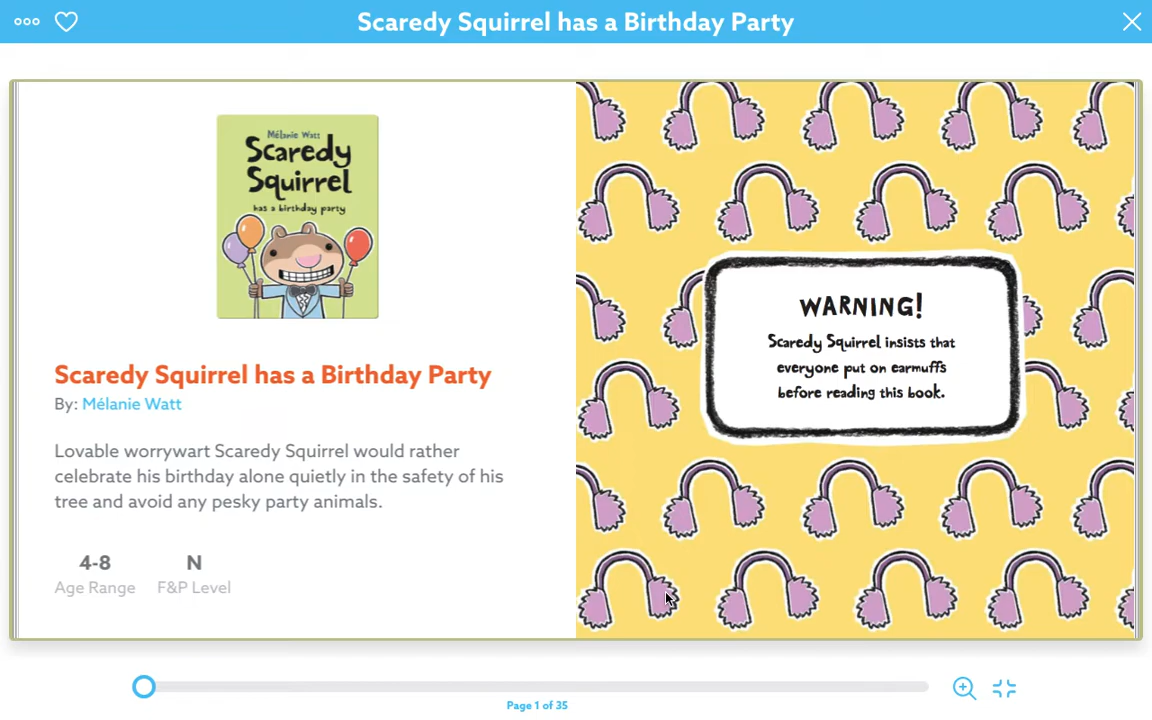 Scaredy Squirrel has a Birthday Party
Mélanie Watt
Scaredy
Squirrel
has a birthday party
Scaredy Squirrel has a Birthday Party
By: Mélanie Watt
Lovable worrywart Scaredy Squirrel would rather
celebrate his birthday alone quietly in the safety of his
tree and avoid any pesky party animals.
4-8 N
Age Range F&P Level
WARNING!
Scaredy Squirrel insists that
everyone put on earmuffs
before reading this book.
Page 1 of 35